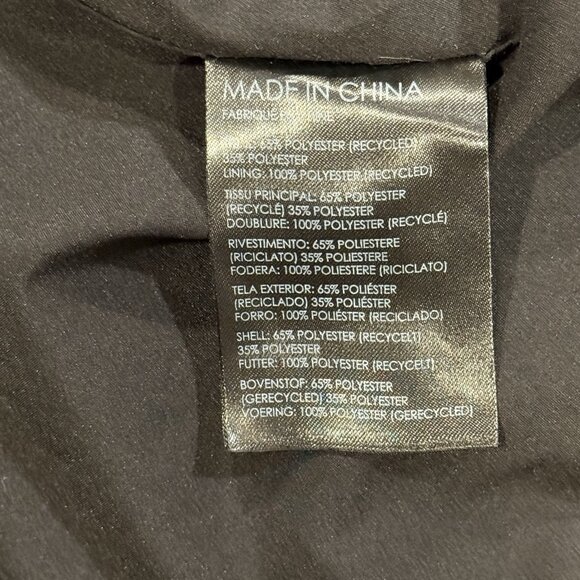 MADE IN CHINA
FABRIQUÉ
65% POLYESTER (RECYCLED)
35% POLYESTER
LINING: 100% POLYESTER (RECYCLED)
TISSU PRINCIPAL: 65% POLYESTER
(RECYCLÉ) 35% POLYESTER
DOUBLURE: 100% POLYESTER (RECYCLÉ)
RIVESTIMENTO: 65% POLIESTERE
(RICICLATO) 35% POLIESTERE
FODERA: 100% POLIESTERE (RICICLATO)
TELA EXTERIOR: 65% POLIÉSTER
(RECICLADO) 35% POLIÉSTER
FORRO: 100% POLIÉSTER (RECICLADO)
SHELL: 65% POLYESTER (RECYCELT)
35% POLYESTER
FUTTER: 100% POLYESTER (RECYCELT)
BOVENSTOF: 65% POLYESTER
(GERECYCLED) 35% POLYESTER
VOERING: 100% POLYESTER (GERECYCLED)